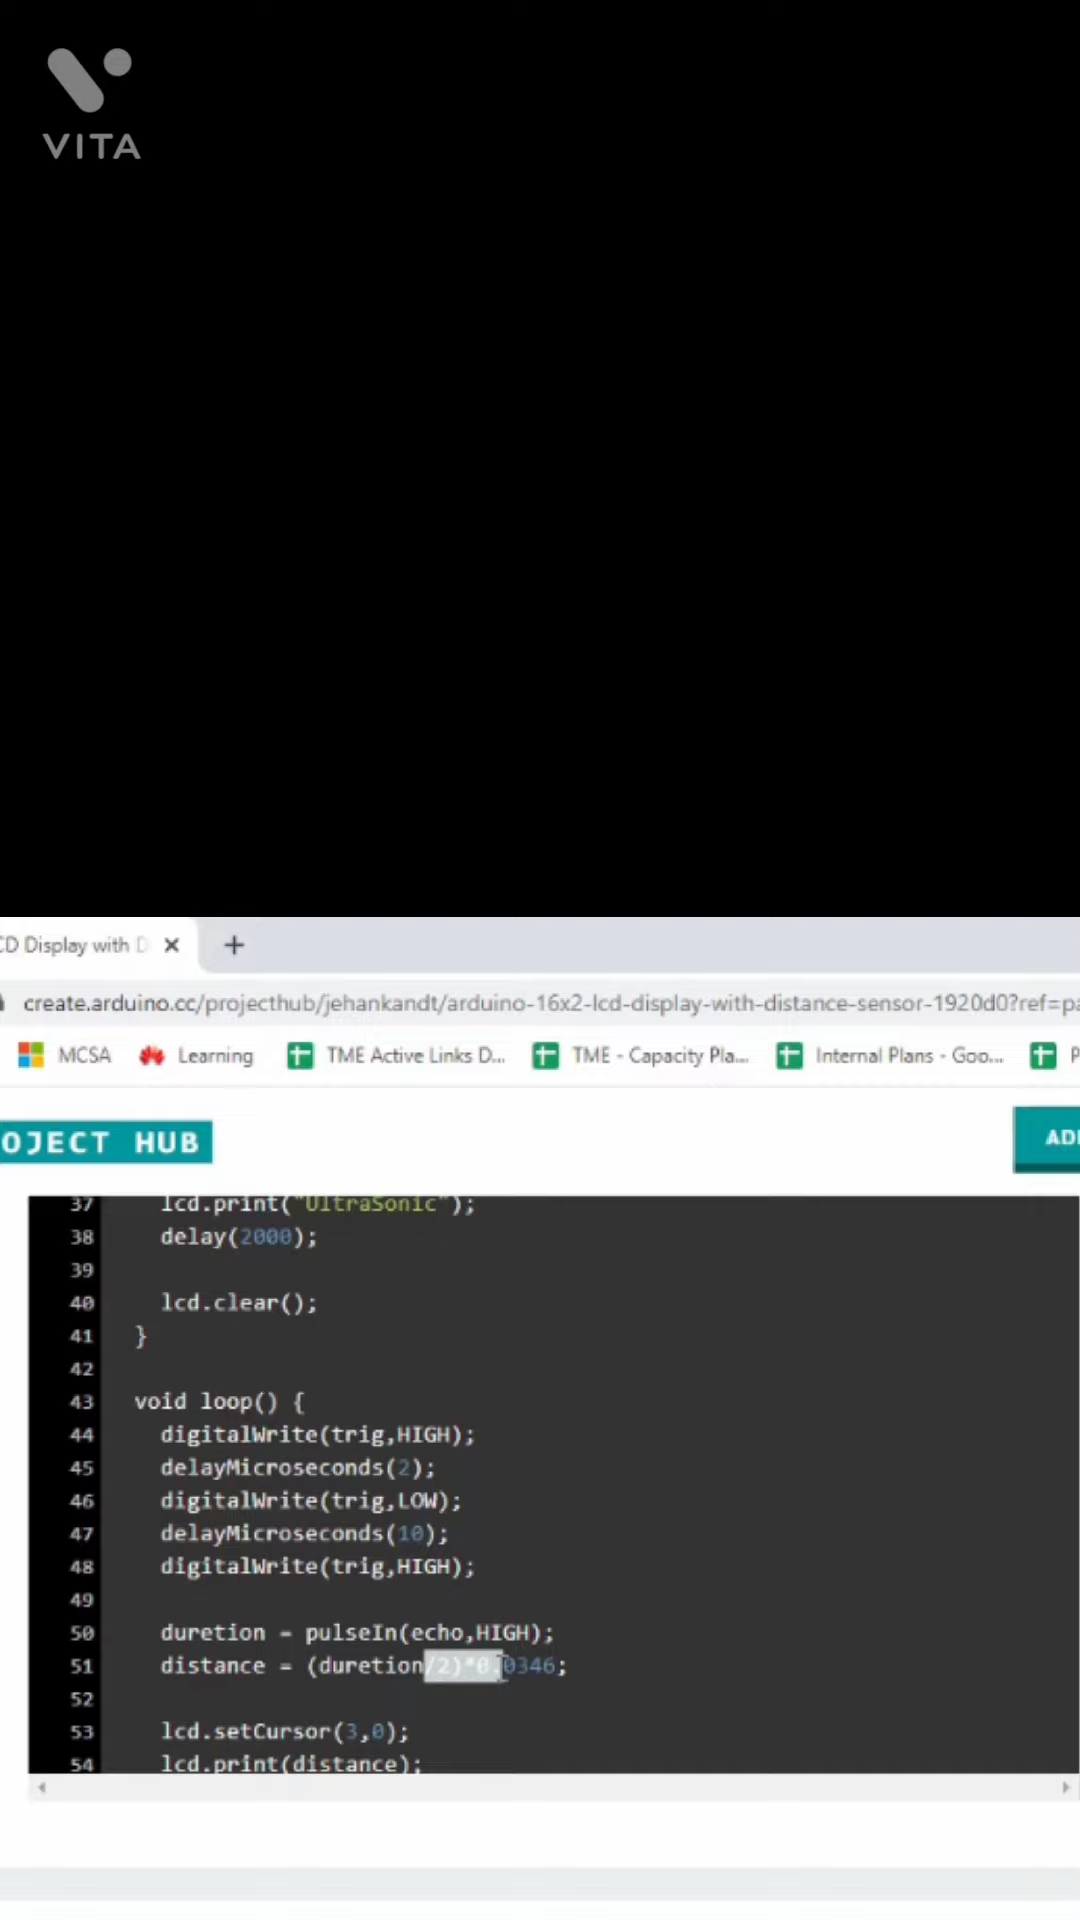 VITA
CD Display with D
create.arduino.cc/projecthub/jehankandt/arduino-16x2-lcd-display-with-distance-sensor-1920d0?ref=pa
MCSA Learning TME Active Links D... TME - Capacity Pla... Internal Plans - Goo... P
OJECT HUB
ADD
37 lcd.print("UltraSonic");
38 delay(2000);
39
40 lcd.clear();
41 }
42
43 void loop() {
44 digitalWrite(trig,HIGH);
45 delayMicroseconds(2);
46 digitalWrite(trig,LOW);
47 delayMicroseconds(10);
48 digitalWrite(trig,HIGH);
49
50 duretion = pulseIn(echo,HIGH);
51 distance = (duretion/2)*0.0346;
52
53 lcd.setCursor(3,0);
54 lcd.print(distance);